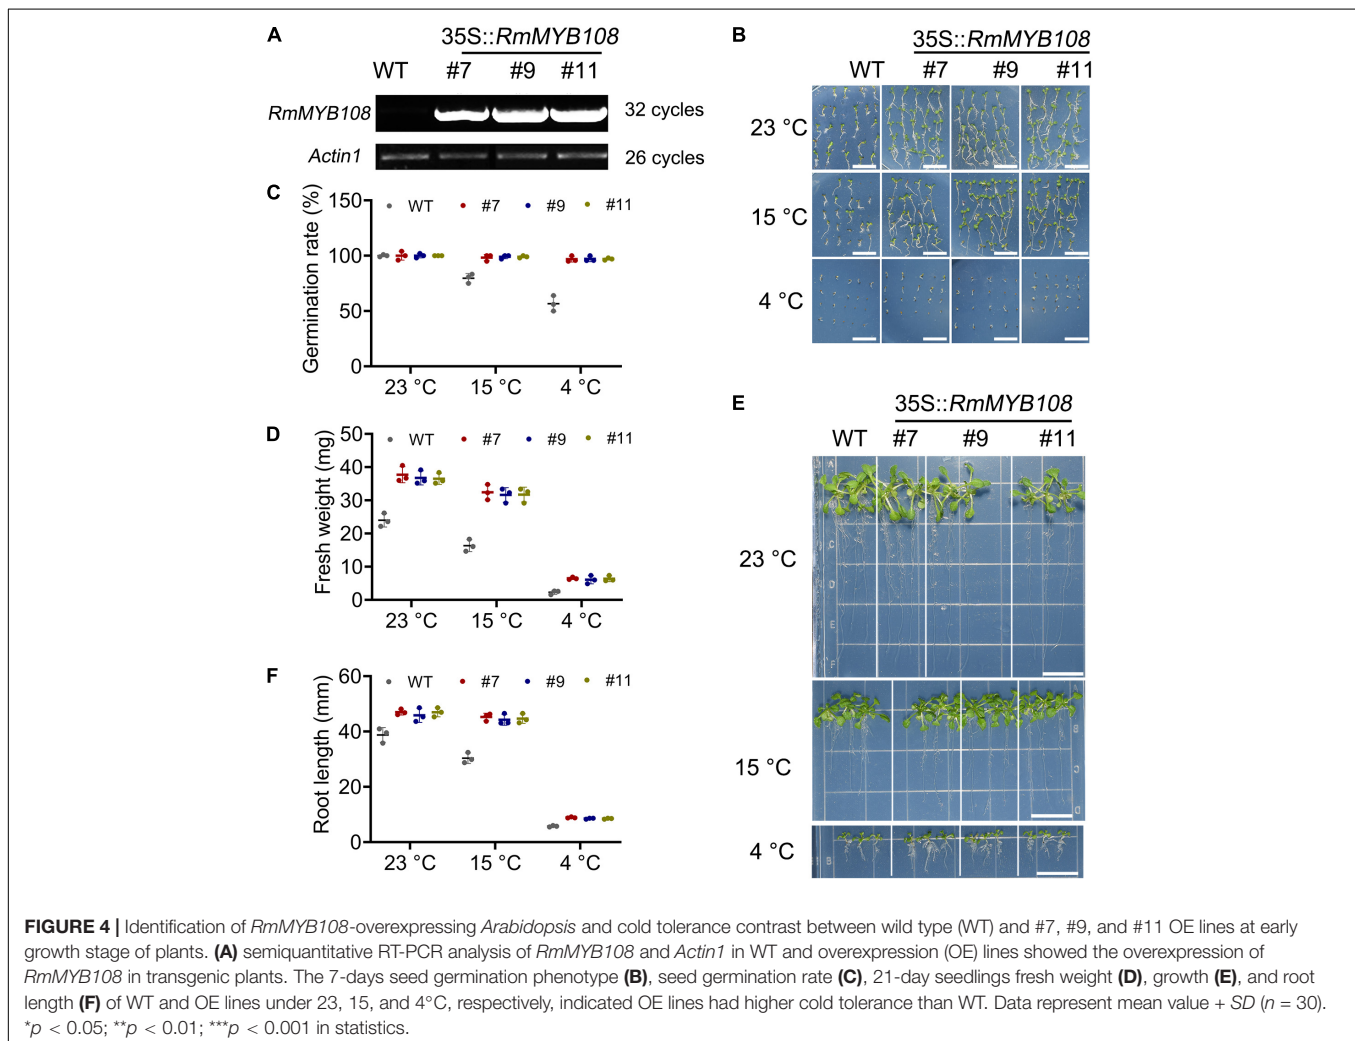 A
35S::RmMYB108
WT #7 #9 #11
RmMYB108 32 cycles
Actin1 26 cycles
B
35S::RmMYB108
WT #7 #9 #11
23 °C
15 °C
4 °C
C
Germination rate (%)
WT #7 #9 #11
150
100
50
0
23 °C 15 °C 4 °C
D
Fresh weight (mg)
WT #7 #9 #11
50
40
30
20
10
0
23 °C 15 °C 4 °C
E
35S::RmMYB108
WT #7 #9 #11
23 °C
15 °C
4 °C
F
Root length (mm)
WT #7 #9 #11
60
40
20
0
23 °C 15 °C 4 °C
FIGURE 4 | Identification of RmMYB108-overexpressing Arabidopsis and cold tolerance contrast between wild type (WT) and #7, #9, and #11 OE lines at early
growth stage of plants. (A) semiquantitative RT-PCR analysis of RmMYB108 and Actin1 in WT and overexpression (OE) lines showed the overexpression of
RmMYB108 in transgenic plants. The 7-days seed germination phenotype (B), seed germination rate (C), 21-day seedlings fresh weight (D), growth (E), and root
length (F) of WT and OE lines under 23, 15, and 4°C, respectively, indicated OE lines had higher cold tolerance than WT. Data represent mean value + SD (n = 30).
*p < 0.05; **p < 0.01; ***p < 0.001 in statistics.